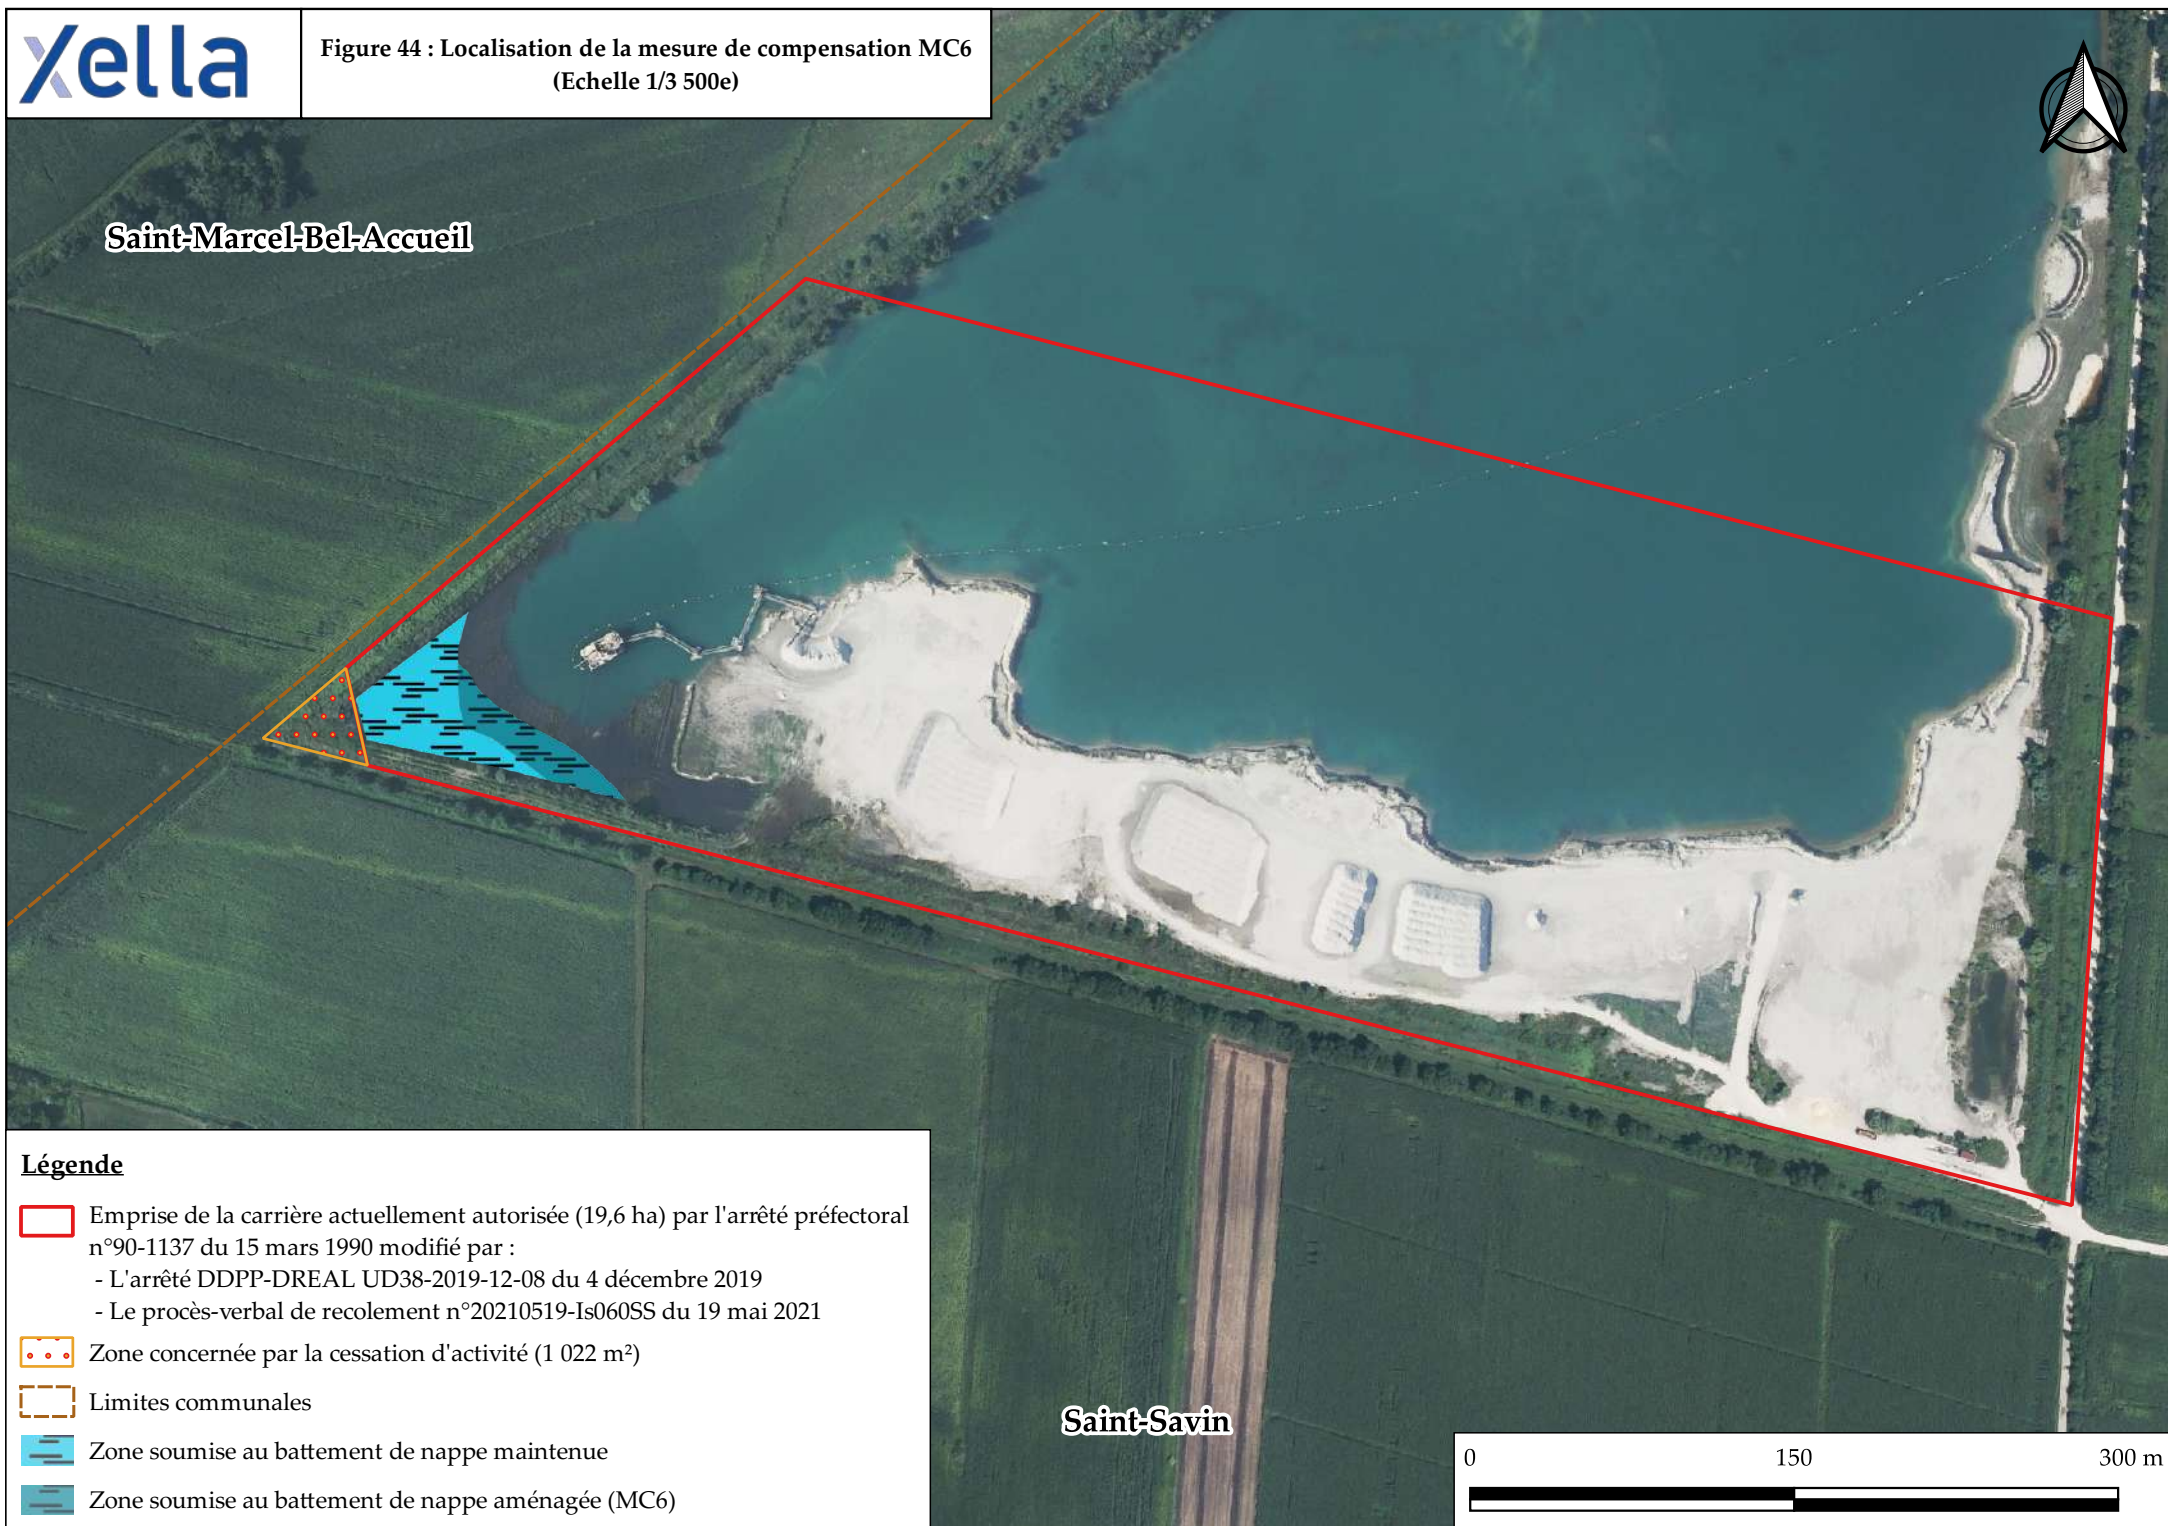 Xella
Figure 44 : Localisation de la mesure de compensation MC6
(Echelle 1/3 500e)
Saint-Marcel-Bel-Accueil
Légende
Emprise de la carrière actuellement autorisée (19,6 ha) par l'arrêté préfectoral
n°90-1137 du 15 mars 1990 modifié par :
- L'arrêté DDPP-DREAL UD38-2019-12-08 du 4 décembre 2019
- Le procès-verbal de recolement n°20210519-Is060SS du 19 mai 2021
Zone concernée par la cessation d'activité (1 022 m²)
Limites communales
Zone soumise au battement de nappe maintenue
Zone soumise au battement de nappe aménagée (MC6)
Saint-Savin
0 150 300 m